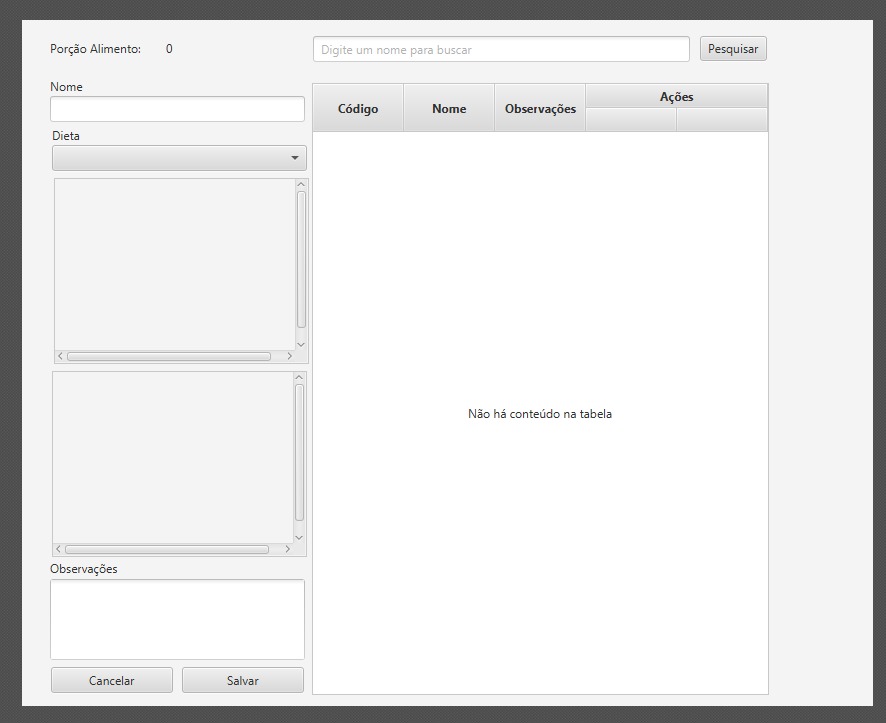 Porção Alimento: 0
Digite um nome para buscar
Pesquisar
Nome
Dieta
Código
Nome
Observações
Ações
Não há conteúdo na tabela
Observações
Cancelar
Salvar